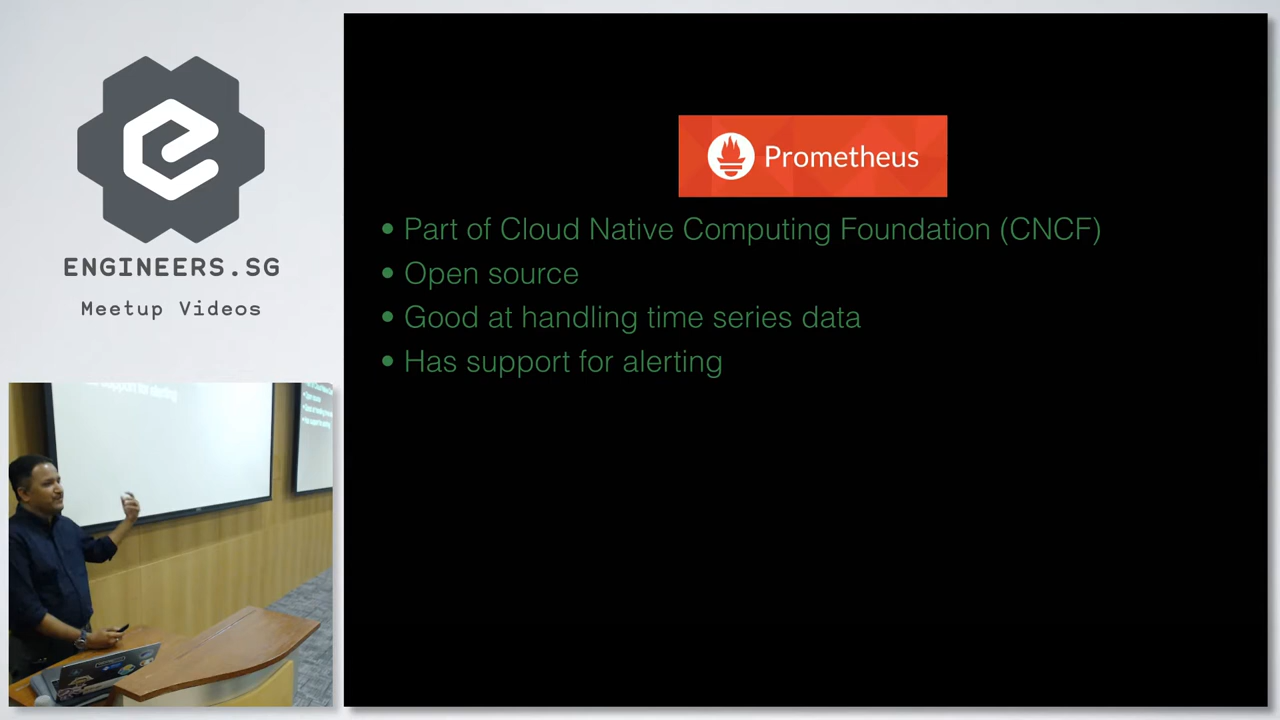 ENGINEERS.SG
Meetup Videos
Prometheus
• Part of Cloud Native Computing Foundation (CNCF)
• Open source
• Good at handling time series data
• Has support for alerting